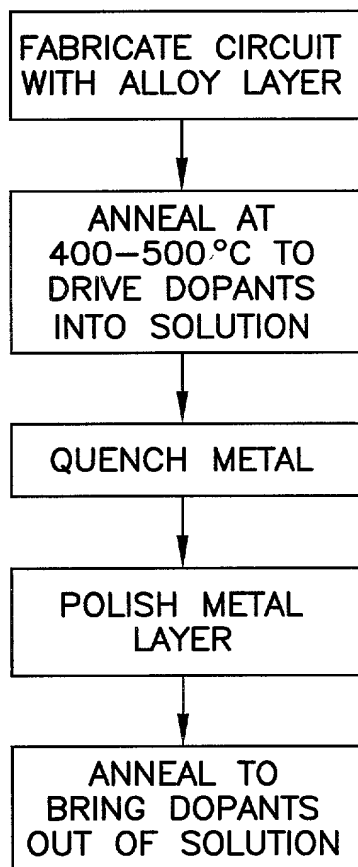 FABRICATE CIRCUIT
WITH ALLOY LAYER
ANNEAL AT
400–500°C TO
DRIVE DOPANTS
INTO SOLUTION
QUENCH METAL
POLISH METAL
LAYER
ANNEAL TO
BRING DOPANTS
OUT OF SOLUTION